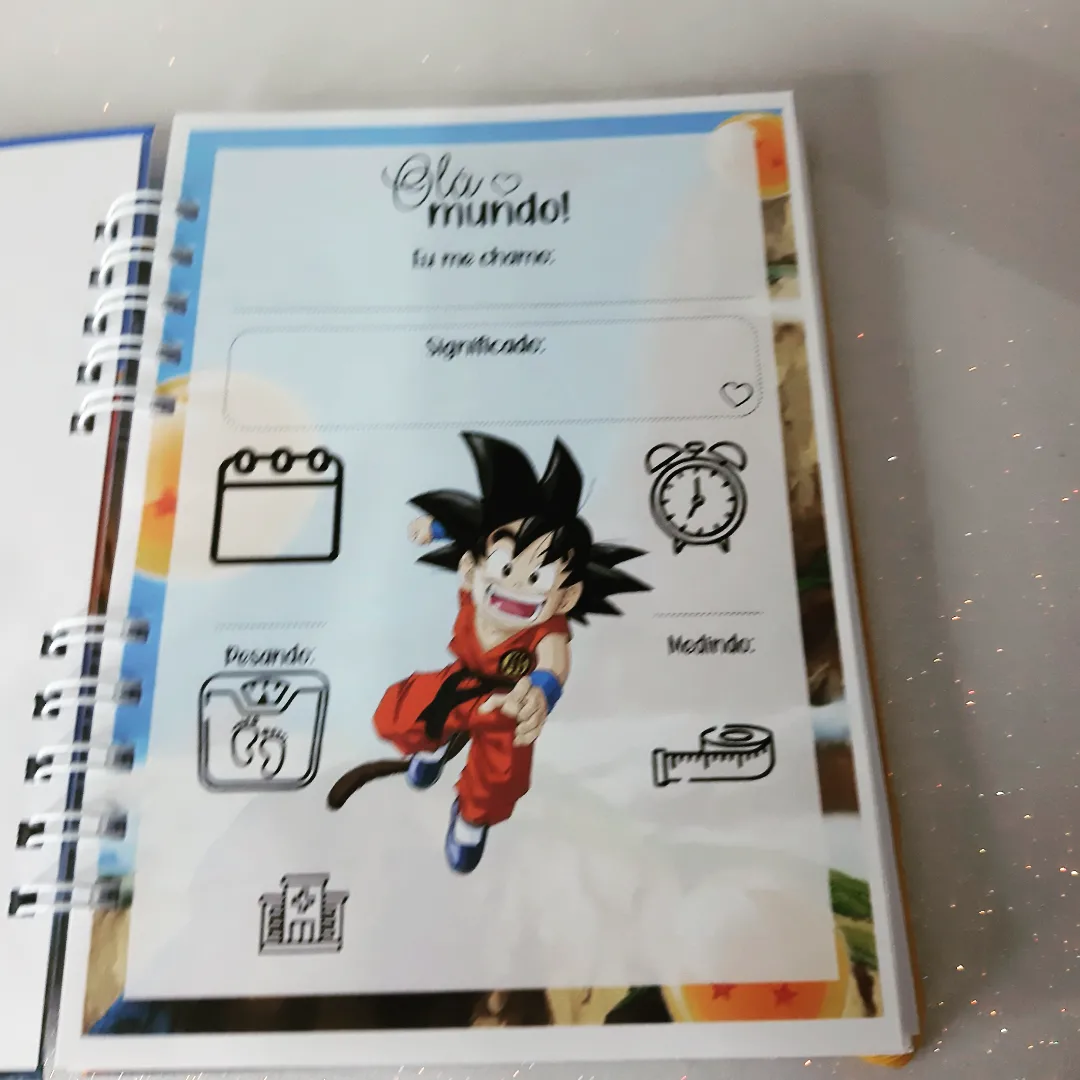 Olá
mundo!
Eu me chamo:
Significado:
Pesando:
Medindo: